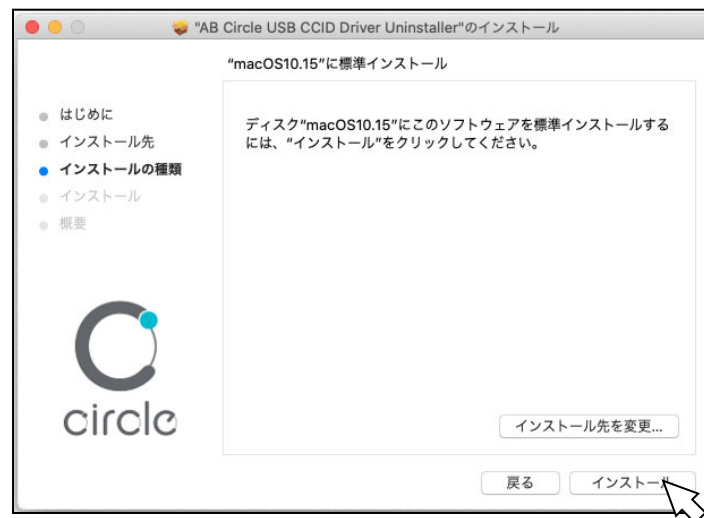 "AB Circle USB CCID Driver Uninstaller"のインストール
“macOS10.15”に標準インストール
はじめに
インストール先
インストールの種類
インストール
概要
ディスク“macOS10.15”にこのソフトウェアを標準インストールする
には、“インストール”をクリックしてください。
circle
インストール先を変更...
戻る
インストール